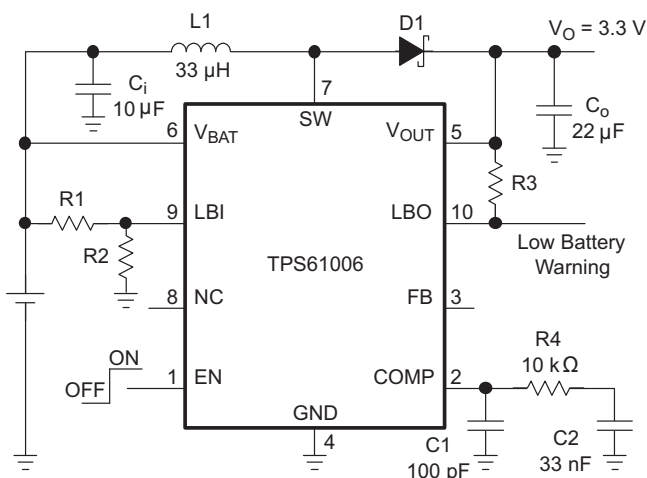 L1
33 µH
D1
V_O = 3.3 V
C_i
10 µF
7
SW
C_o
22 µF
6
V_BAT
V_OUT
5
R1
R3
9
LBI
LBO
10
R2
Low Battery
Warning
TPS61006
8
NC
FB
3
R4
10 kΩ
ON
OFF
1
EN
COMP
2
GND
4
C1
100 pF
C2
33 nF